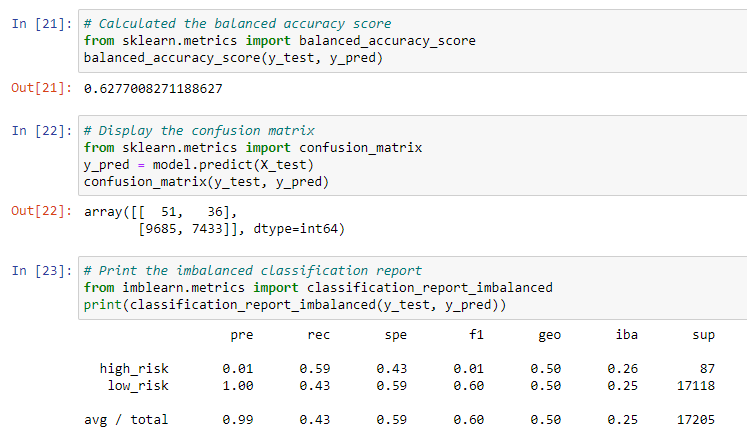 In [21]: # Calculated the balanced accuracy score
from sklearn.metrics import balanced_accuracy_score
balanced_accuracy_score(y_test, y_pred)
Out[21]: 0.6277008271188627
In [22]: # Display the confusion matrix
from sklearn.metrics import confusion_matrix
y_pred = model.predict(X_test)
confusion_matrix(y_test, y_pred)
Out[22]: array([[  51,   36],
       [9685, 7433]], dtype=int64)
In [23]: # Print the imbalanced classification report
from imblearn.metrics import classification_report_imbalanced
print(classification_report_imbalanced(y_test, y_pred))
pre rec spe f1 geo iba sup
high_risk 0.01 0.59 0.43 0.01 0.50 0.26 87
low_risk 1.00 0.43 0.59 0.60 0.50 0.25 17118
avg / total 0.99 0.43 0.59 0.60 0.50 0.25 17205